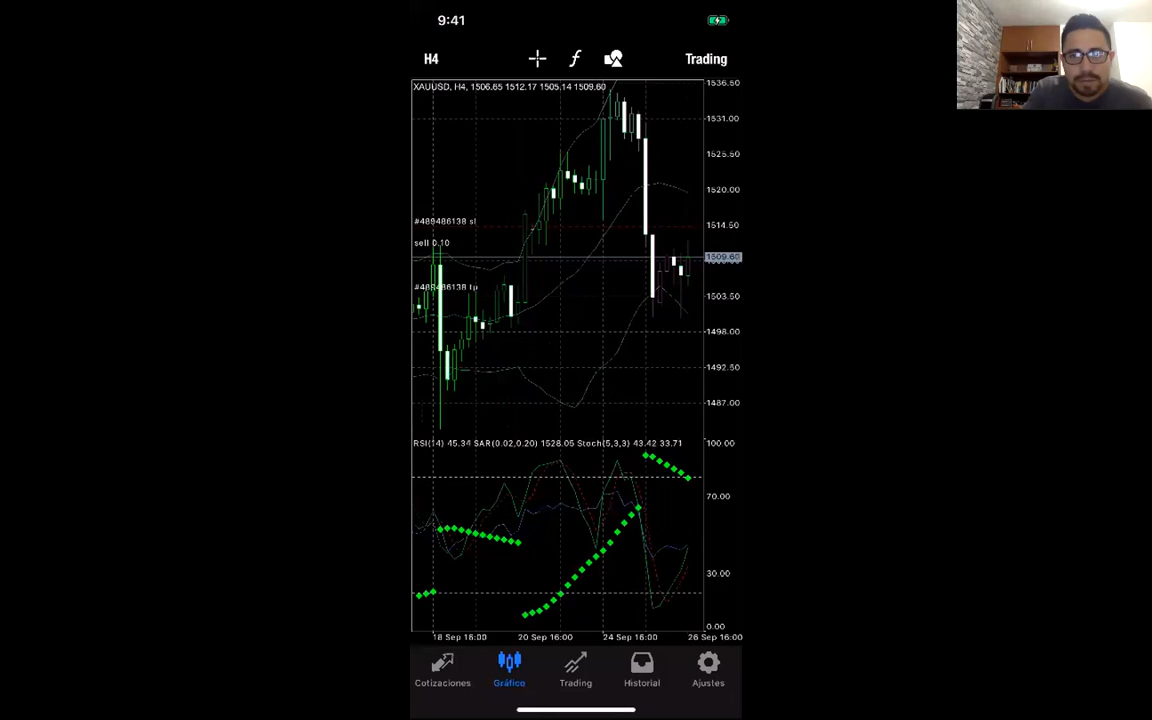 9:41
H4
f
Trading
XAUUSD, H4, 1506.65 1512.17 1505.14 1509.60
1536.50
1531.00
1525.50
1520.00
1514.50
#489486138 sl
sell 0.10
1509.60
#489486138 tp
1503.50
1498.00
1492.50
1487.00
RSI(14) 45.34 SAR(0.02,0.20) 1528.05 Stoch(5,3,3) 43.42 33.71
100.00
70.00
30.00
0.00
18 Sep 16:00 20 Sep 16:00 24 Sep 16:00 26 Sep 16:00
Cotizaciones Gráfico Trading Historial Ajustes